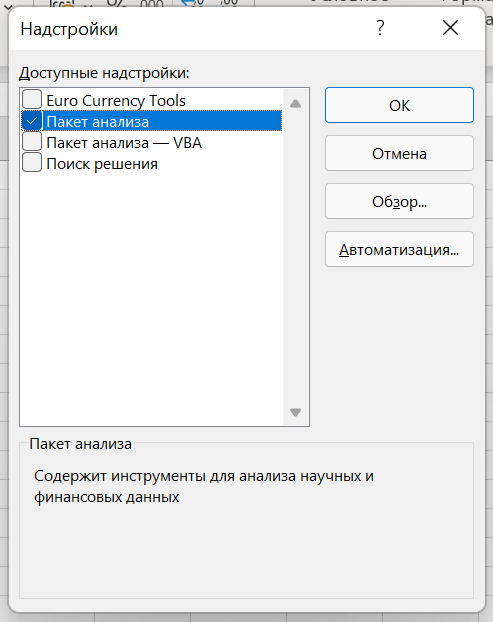 Надстройки
?
Доступные надстройки:
Euro Currency Tools
Пакет анализа
Пакет анализа — VBA
Поиск решения
ОК
Отмена
Обзор...
Автоматизация...
Пакет анализа
Содержит инструменты для анализа научных и
финансовых данных